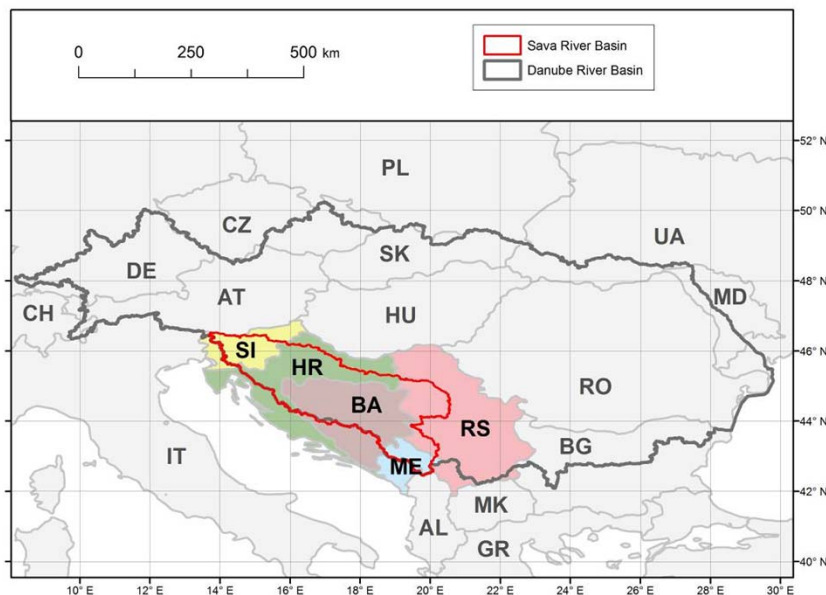 0 250 500 km
Sava River Basin
Danube River Basin
52° N
PL
50° N
CZ
UA
SK
DE
48° N
MD
CH
AT
HU
46° N
SI
HR
RO
BA
44° N
RS
IT
BG
ME
42° N
MK
AL
GR
40° N
10° E 12° E 14° E 16° E 18° E 20° E 22° E 24° E 26° E 28° E 30° E